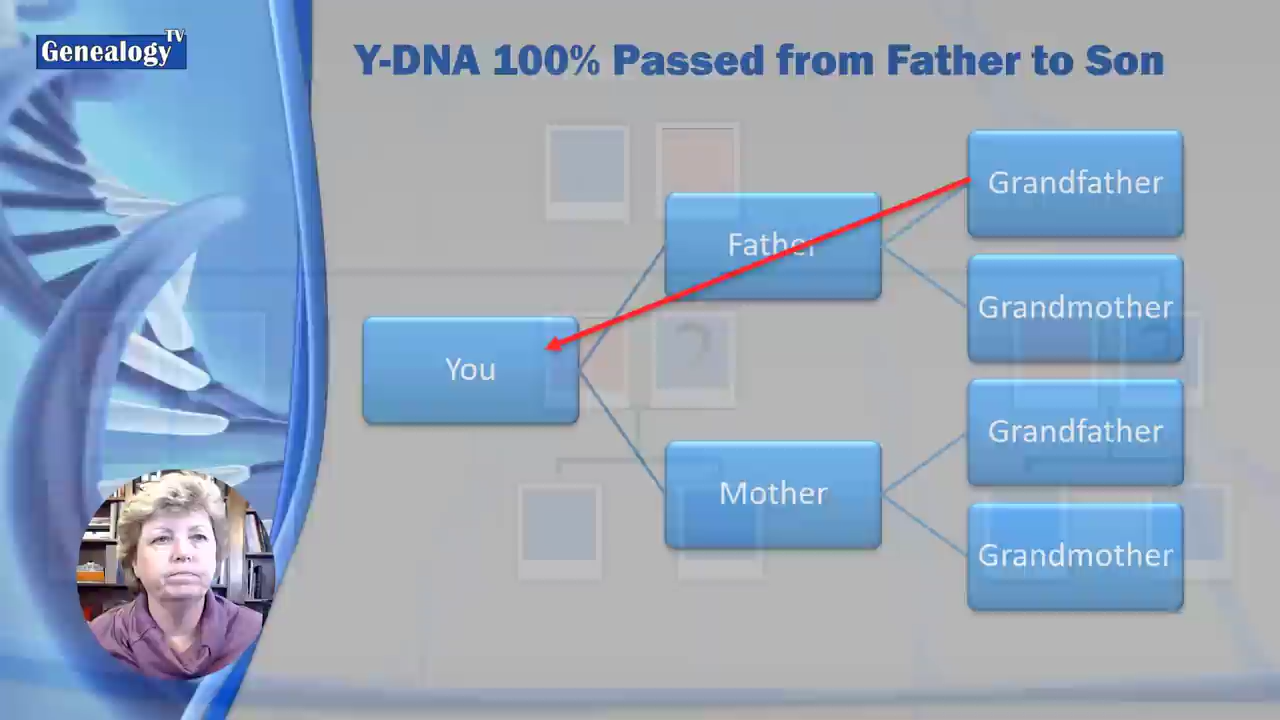 Genealogy TV
Y-DNA 100% Passed from Father to Son
Grandfather
Father
Grandmother
You
?
Grandfather
Mother
Grandmother